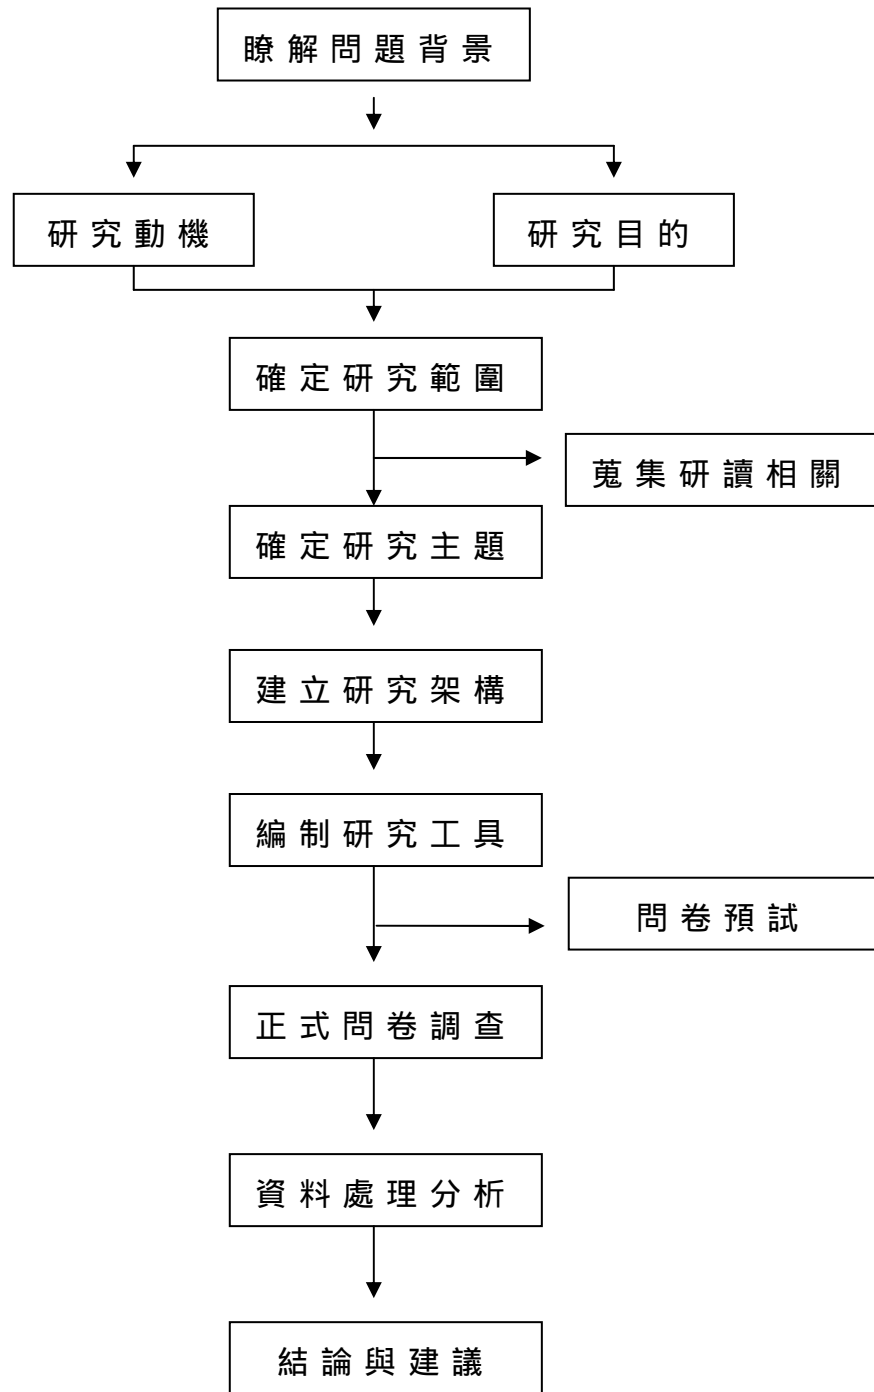 瞭解問題背景
研究動機
研究目的
確定研究範圍
蒐集研讀相關
確定研究主題
建立研究架構
編制研究工具
問卷預試
正式問卷調查
資料處理分析
結論與建議